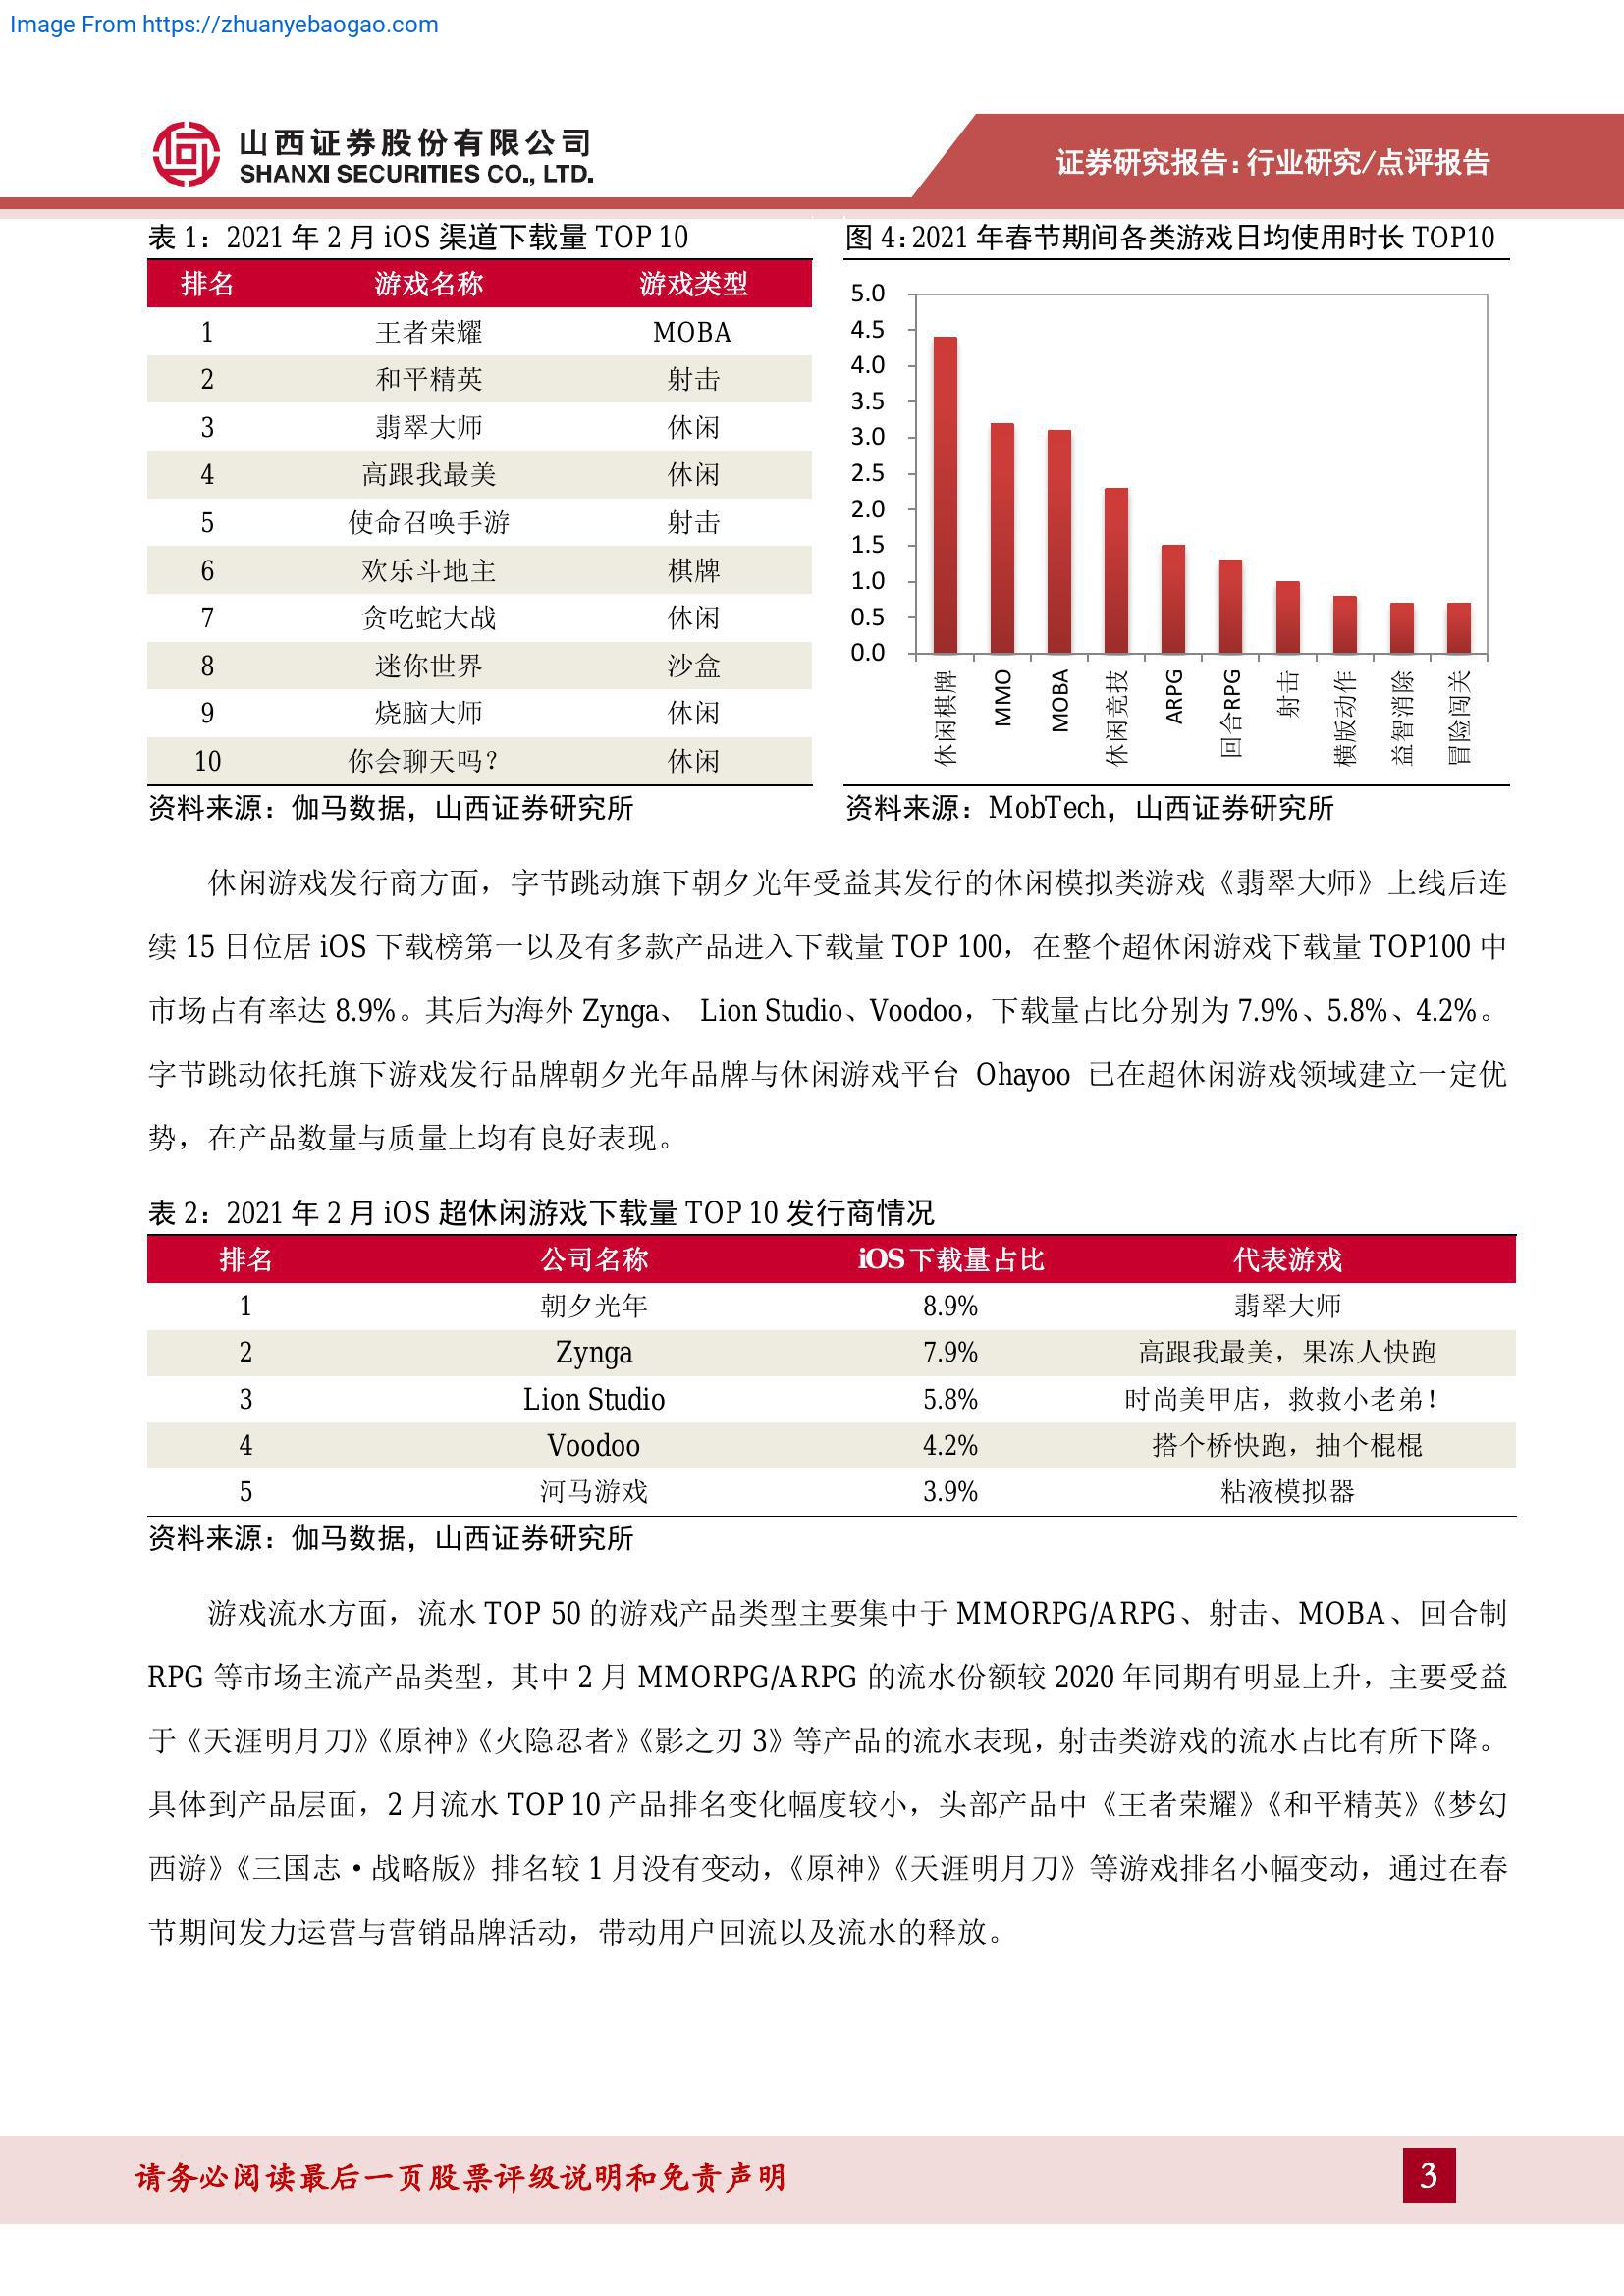 Image From https://zhuanyebaogao.com
山西证券股份有限公司
SHANXI SECURITIES CO., LTD.
证券研究报告：行业研究/点评报告
表 1：2021 年 2 月 iOS 渠道下载量 TOP 10
排名 游戏名称 游戏类型
1 王者荣耀 MOBA
2 和平精英 射击
3 翡翠大师 休闲
4 高跟我最美 休闲
5 使命召唤手游 射击
6 欢乐斗地主 棋牌
7 贪吃蛇大战 休闲
8 迷你世界 沙盒
9 烧脑大师 休闲
10 你会聊天吗？ 休闲
资料来源：伽马数据，山西证券研究所
图 4：2021 年春节期间各类游戏日均使用时长 TOP10
5.0
4.5
4.0
3.5
3.0
2.5
2.0
1.5
1.0
0.5
0.0
休闲棋牌
MMO
MOBA
休闲竞技
ARPG
回合RPG
射击
横版动作
益智消除
冒险闯关
资料来源：MobTech，山西证券研究所
休闲游戏发行商方面，字节跳动旗下朝夕光年受益其发行的休闲模拟类游戏《翡翠大师》上线后连
续 15 日位居 iOS 下载榜第一以及有多款产品进入下载量 TOP 100，在整个超休闲游戏下载量 TOP100 中
市场占有率达 8.9%。其后为海外 Zynga、 Lion Studio、Voodoo，下载量占比分别为 7.9%、5.8%、4.2%。
字节跳动依托旗下游戏发行品牌朝夕光年品牌与休闲游戏平台 Ohayoo 已在超休闲游戏领域建立一定优
势，在产品数量与质量上均有良好表现。
表 2：2021 年 2 月 iOS 超休闲游戏下载量 TOP 10 发行商情况
排名 公司名称 iOS 下载量占比 代表游戏
1 朝夕光年 8.9% 翡翠大师
2 Zynga 7.9% 高跟我最美，果冻人快跑
3 Lion Studio 5.8% 时尚美甲店，救救小老弟！
4 Voodoo 4.2% 搭个桥快跑，抽个棍棍
5 河马游戏 3.9% 粘液模拟器
资料来源：伽马数据，山西证券研究所
游戏流水方面，流水 TOP 50 的游戏产品类型主要集中于 MMORPG/ARPG、射击、MOBA、回合制
RPG 等市场主流产品类型，其中 2 月 MMORPG/ARPG 的流水份额较 2020 年同期有明显上升，主要受益
于《天涯明月刀》《原神》《火隐忍者》《影之刃 3》等产品的流水表现，射击类游戏的流水占比有所下降。
具体到产品层面，2 月流水 TOP 10 产品排名变化幅度较小，头部产品中《王者荣耀》《和平精英》《梦幻
西游》《三国志·战略版》排名较 1 月没有变动，《原神》《天涯明月刀》等游戏排名小幅变动，通过在春
节期间发力运营与营销品牌活动，带动用户回流以及流水的释放。
请务必阅读最后一页股票评级说明和免责声明
3